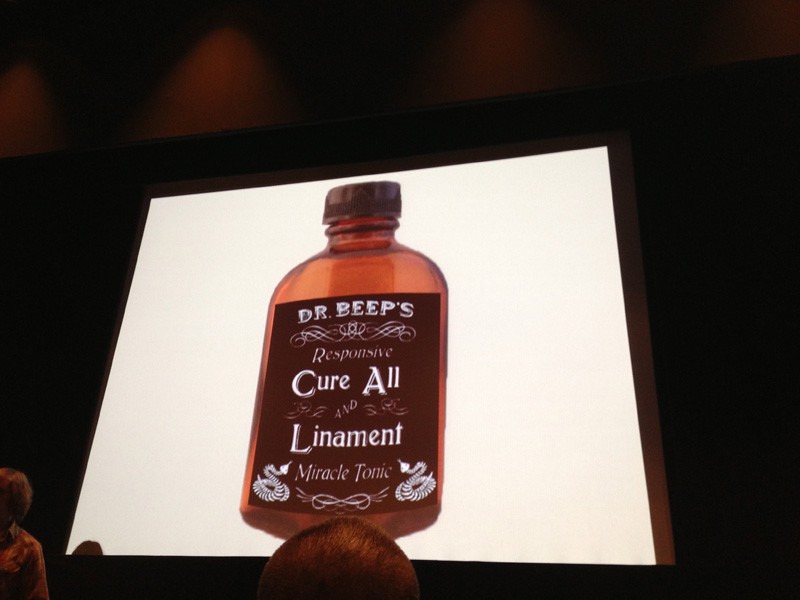 DR. BEEP'S
Responsive
Cure All
AND
Linament
Miracle Tonic